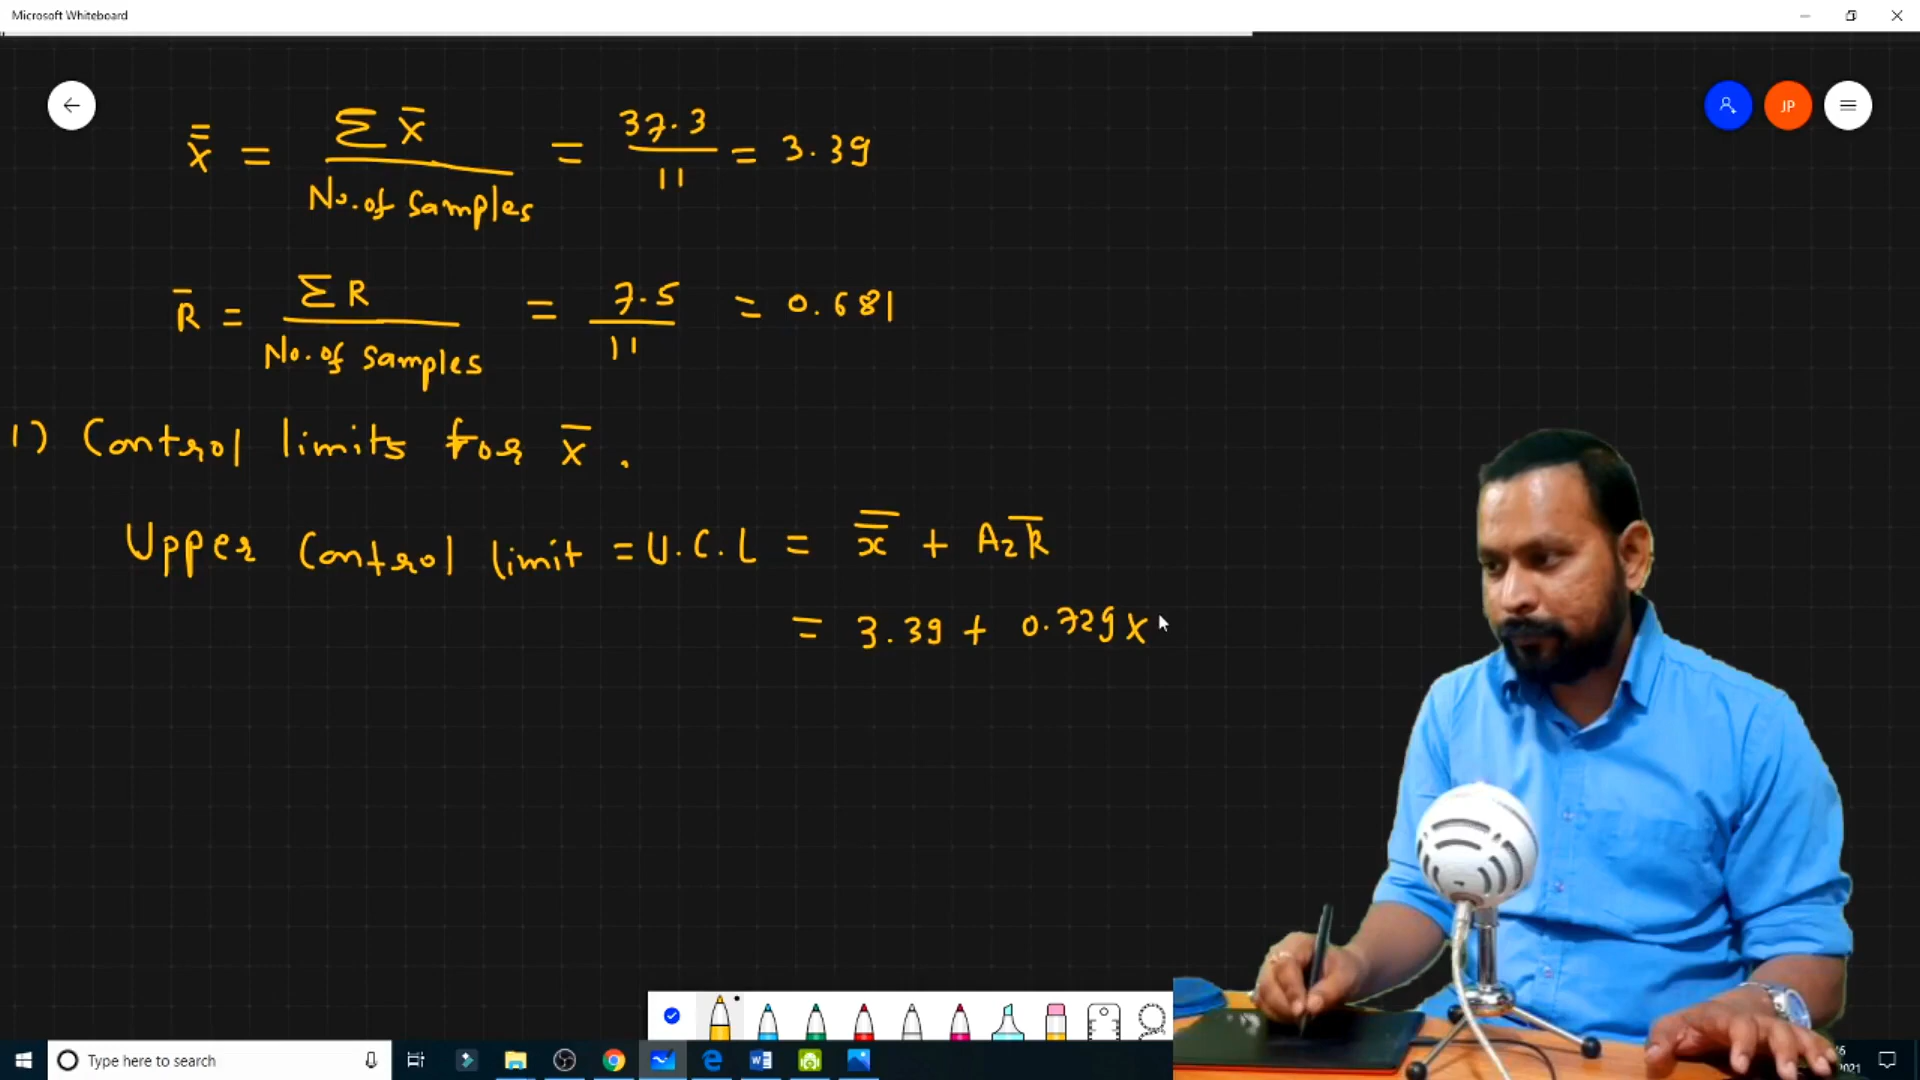 Microsoft Whiteboard
JP
x̿ = Σ x̄ / No. of samples = 37.3 / 11 = 3.39
R̄ = Σ R / No. of samples = 7.5 / 11 = 0.681
1) Control limits for x̄.
Upper control limit = U.C.L = x̿ + A₂R̄
= 3.39 + 0.729 x
Type here to search
2021